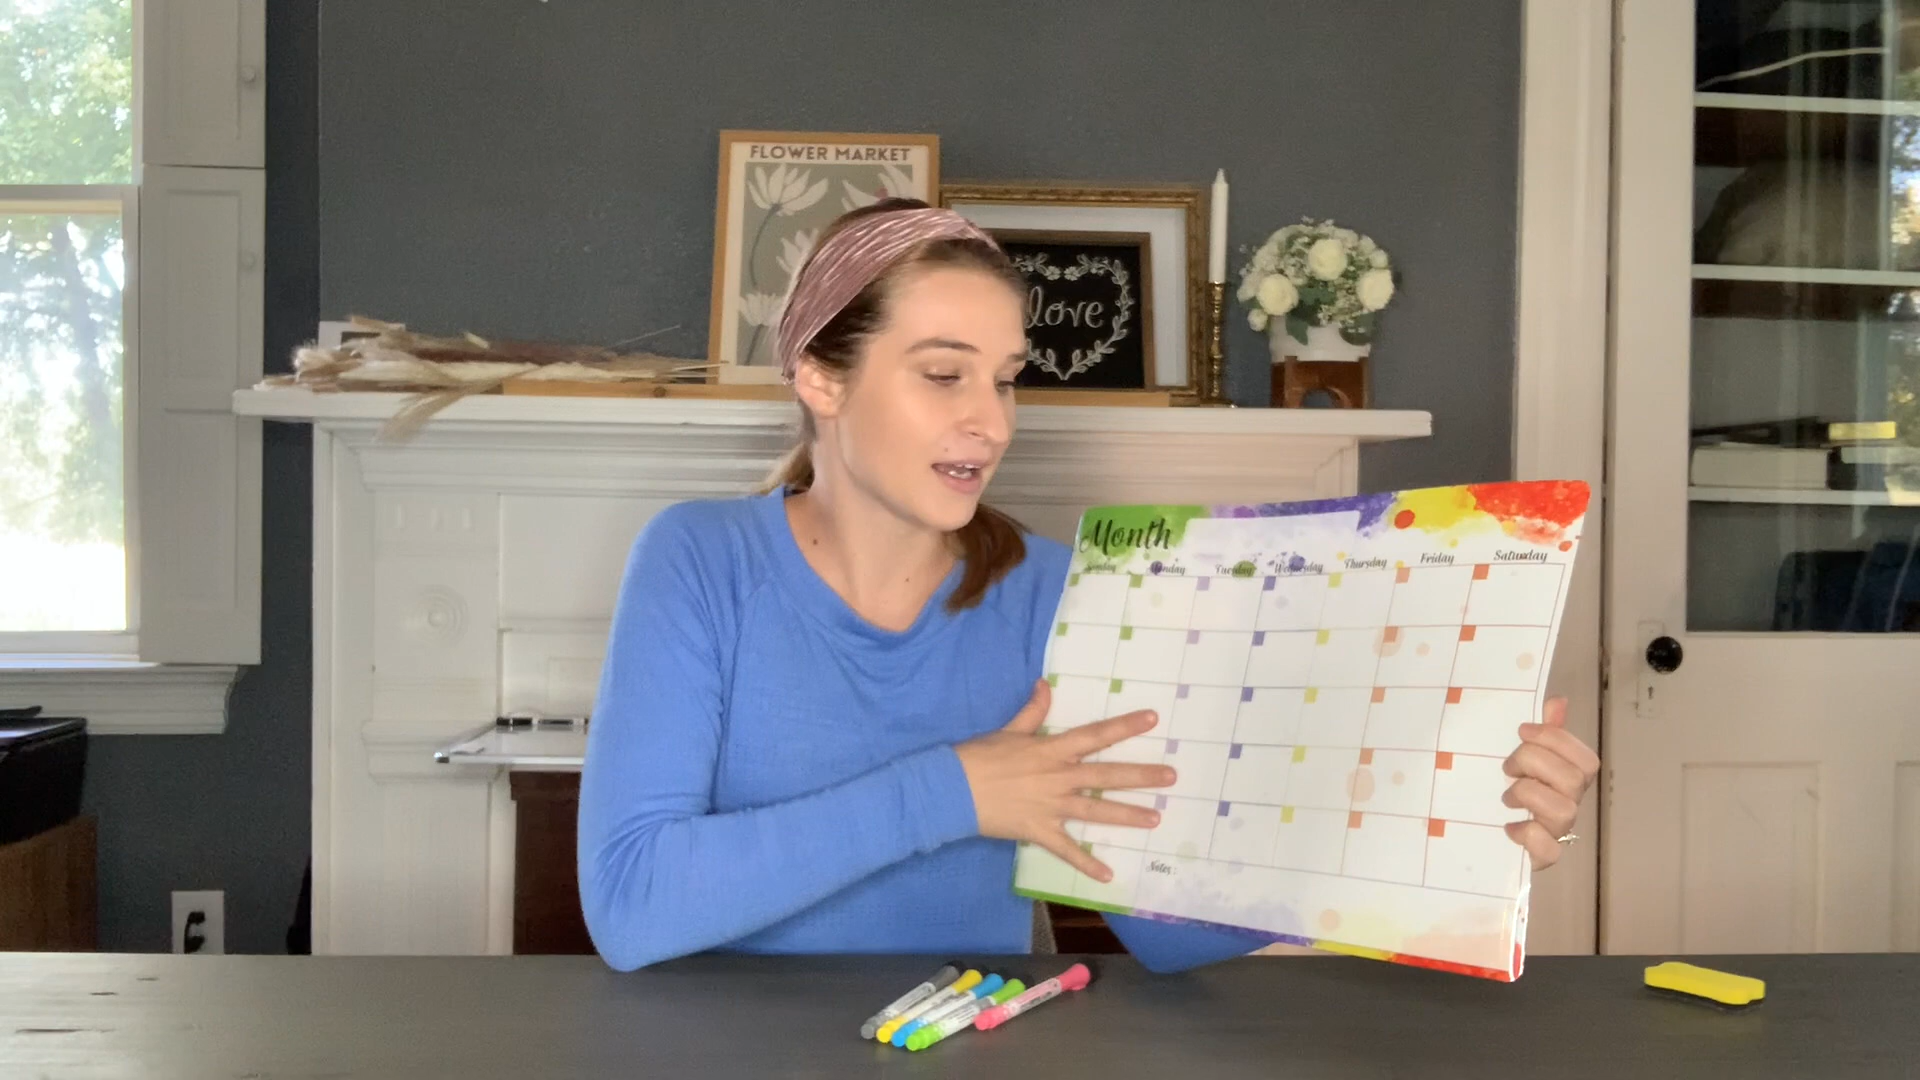 FLOWER MARKET
love
Month
Sunday Monday Tuesday Wednesday Thursday Friday Saturday
Notes: